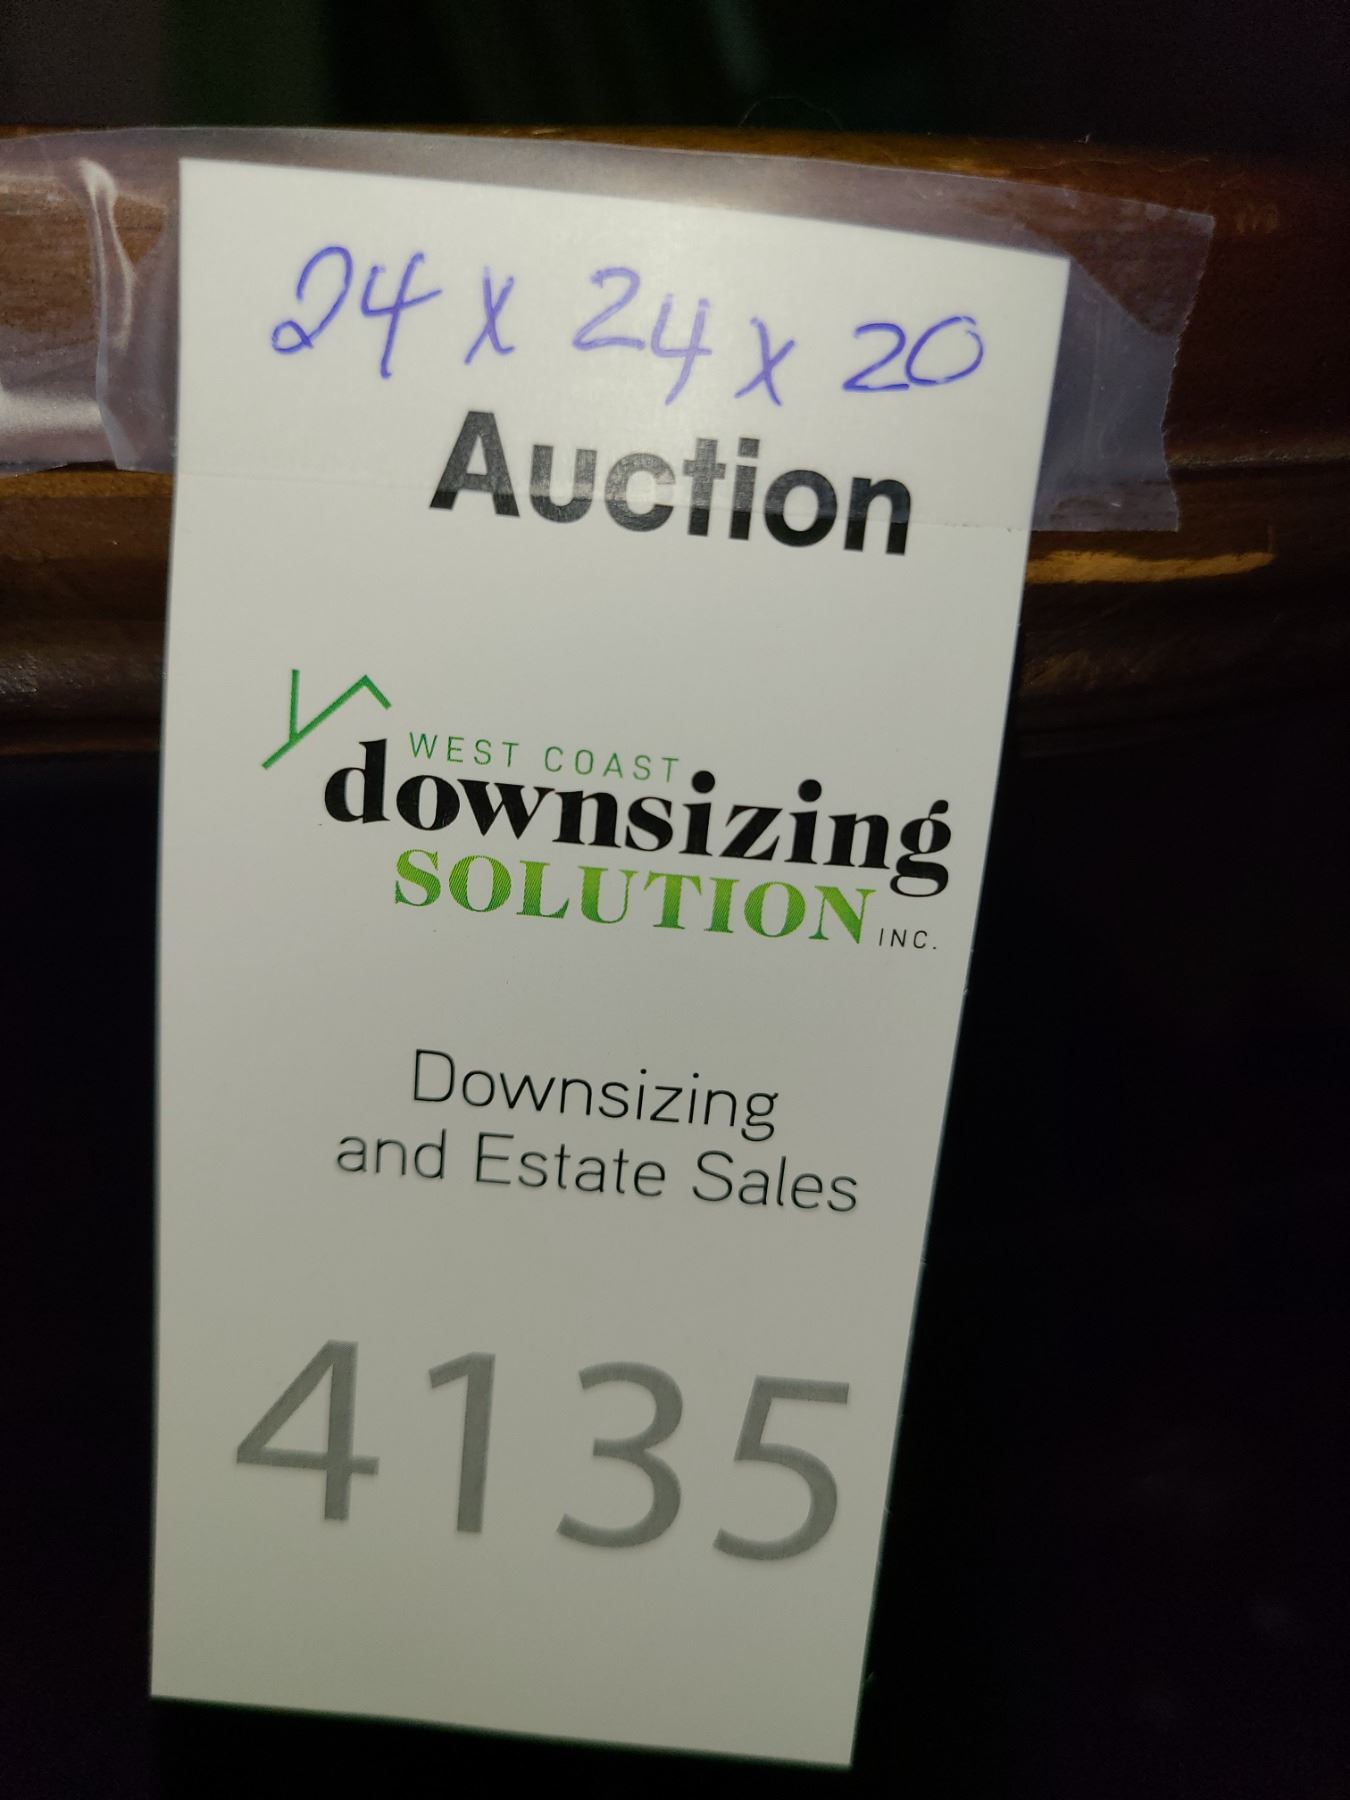 24 x 24 x 20
Auction
WEST COAST
downsizing
SOLUTION INC.
Downsizing
and Estate Sales
4135